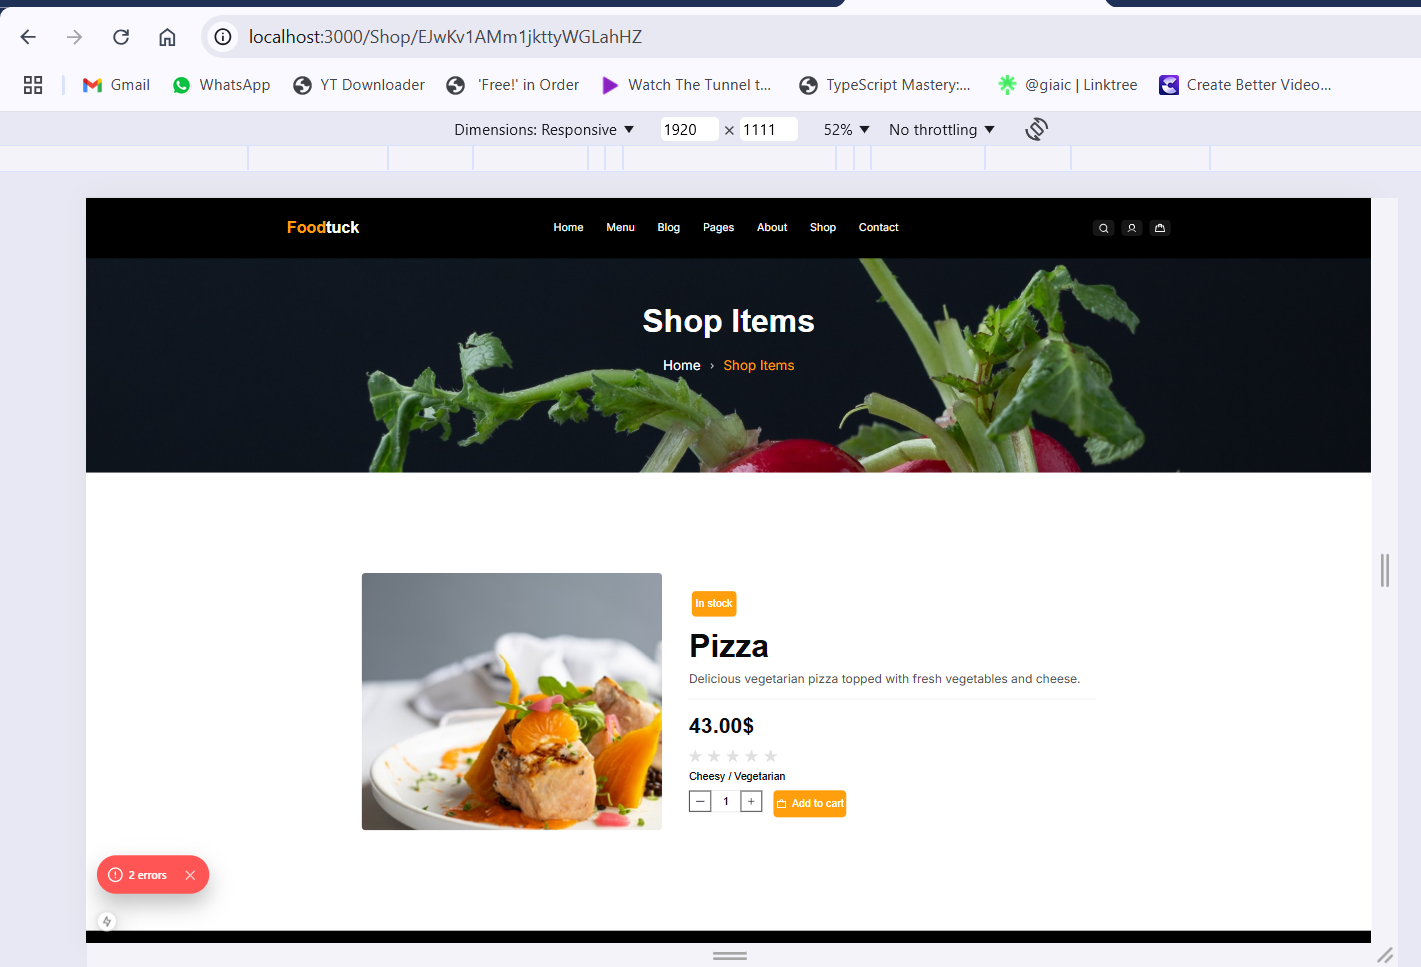 localhost:3000/Shop/EJwKv1AMm1jkttyWGLahHZ
Gmail WhatsApp YT Downloader 'Free!' in Order Watch The Tunnel t... TypeScript Mastery:... @giaic | Linktree Create Better Video...
Dimensions: Responsive 1920 × 1111 52% No throttling
Foodtuck Home Menu Blog Pages About Shop Contact
Shop Items
Home › Shop Items
In stock
Pizza
Delicious vegetarian pizza topped with fresh vegetables and cheese.
43.00$
Cheesy / Vegetarian
1 Add to cart
2 errors